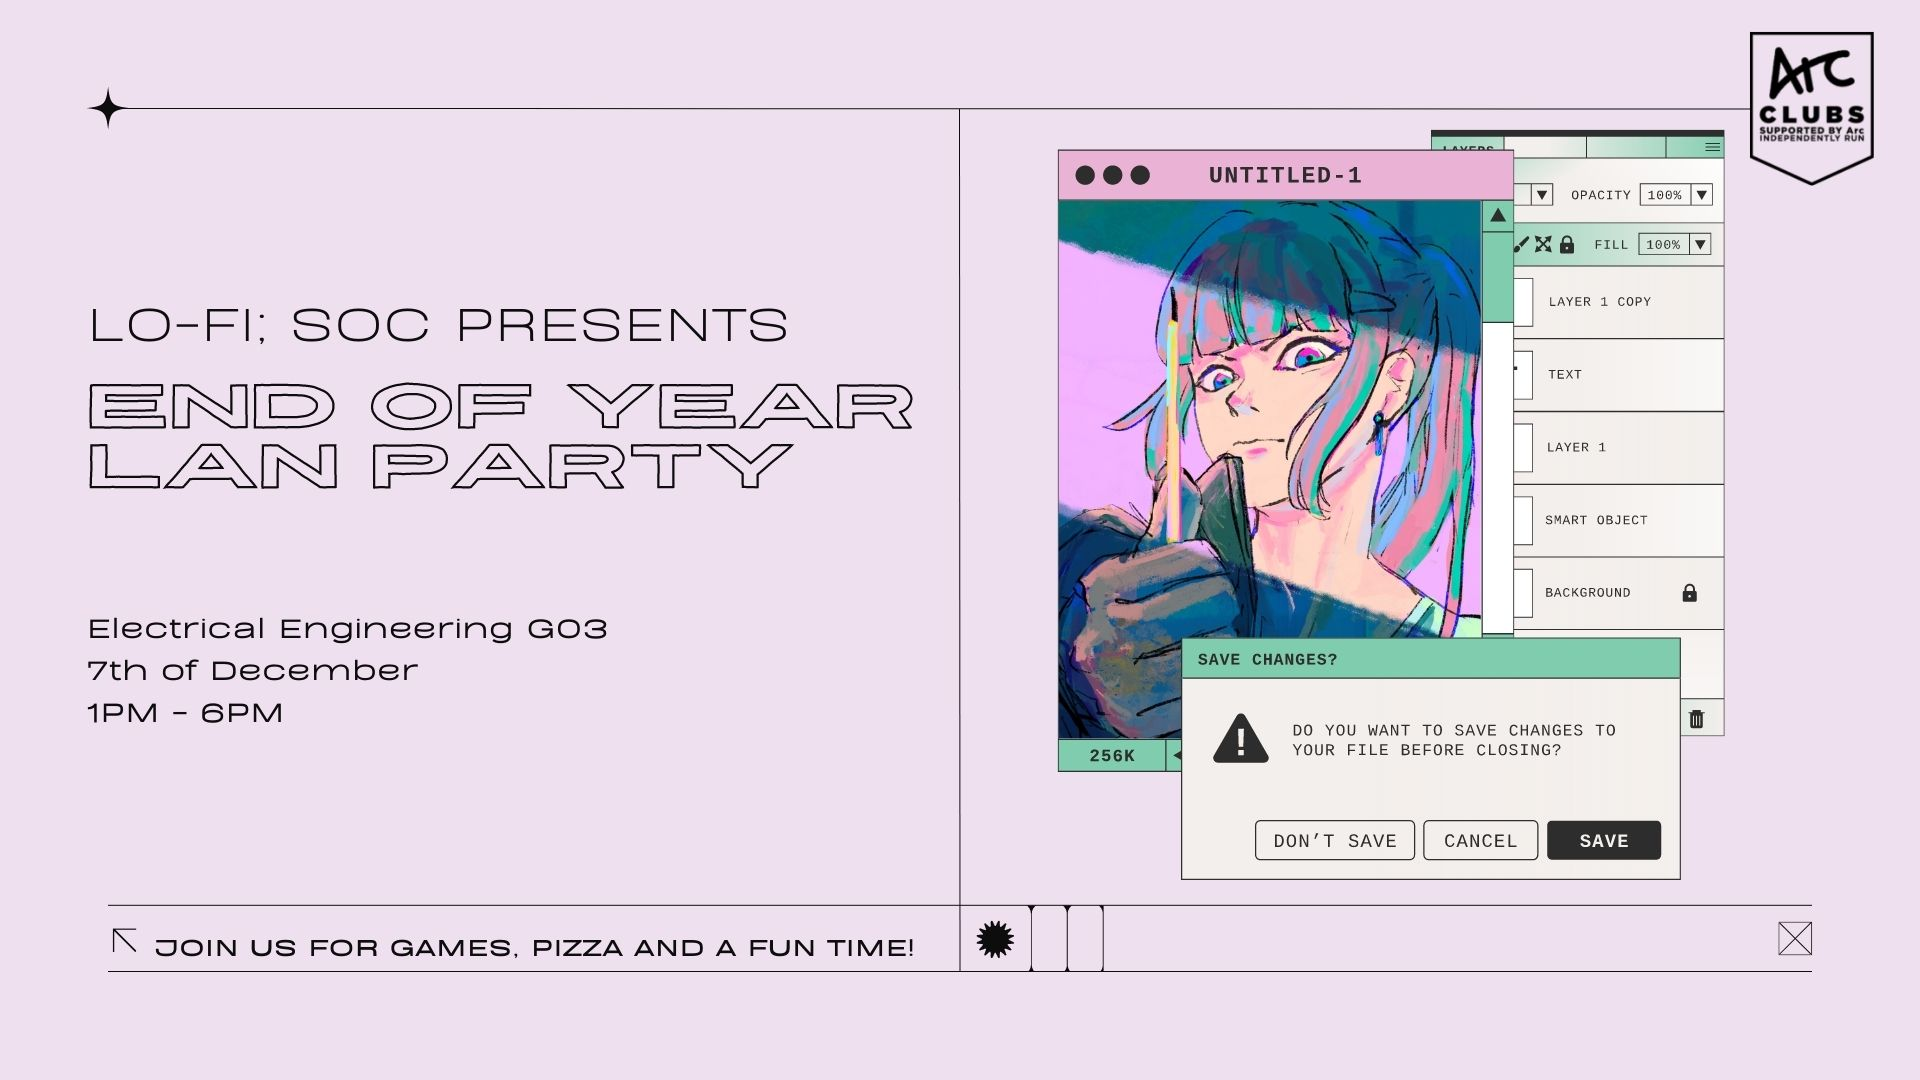 LO-FI; SOC PRESENTS
END OF YEAR
LAN PARTY
Electrical Engineering G03
7th of December
1PM - 6PM
JOIN US FOR GAMES, PIZZA AND A FUN TIME!
Arc
CLUBS
SUPPORTED BY Arc
INDEPENDENTLY RUN
LAYERS
UNTITLED-1
OPACITY 100%
FILL 100%
LAYER 1 COPY
TEXT
LAYER 1
SMART OBJECT
BACKGROUND
256K
SAVE CHANGES?
DO YOU WANT TO SAVE CHANGES TO
YOUR FILE BEFORE CLOSING?
DON’T SAVE CANCEL SAVE